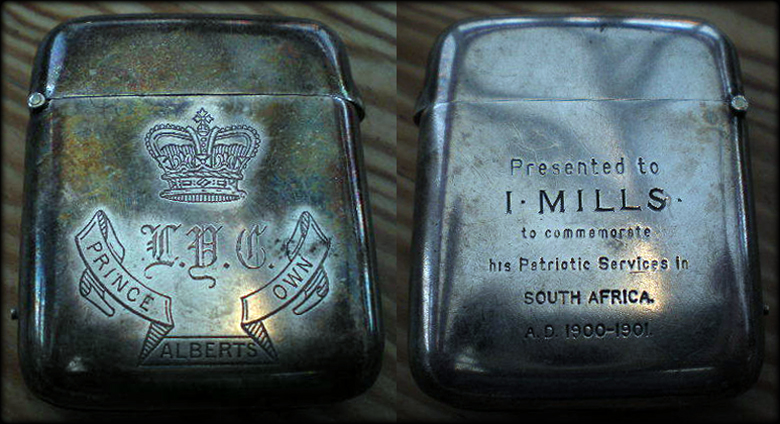 L.Y.C.
PRINCE
ALBERTS
OWN
Presented to
I. MILLS.
to commemorate
his Patriotic Services in
SOUTH AFRICA.
A.D. 1900-1901.